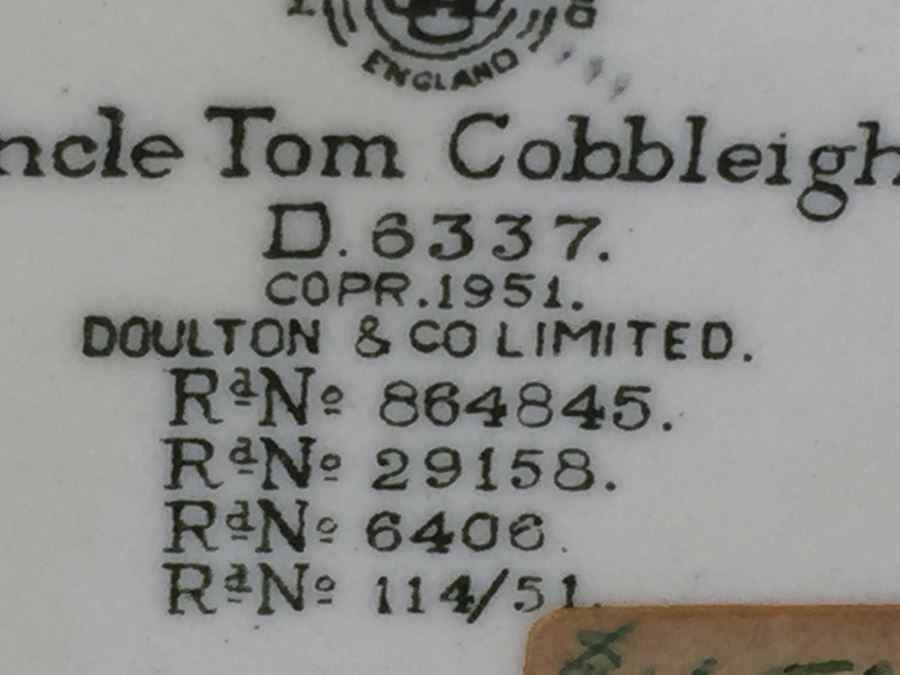 ENGLAND
ncle Tom Cobbleigh
D.6337.
COPR.1951.
DOULTON & CO LIMITED.
RᵈNº 864845.
RᵈNº 29158.
RᵈNº 6406.
RᵈNº 114/51.